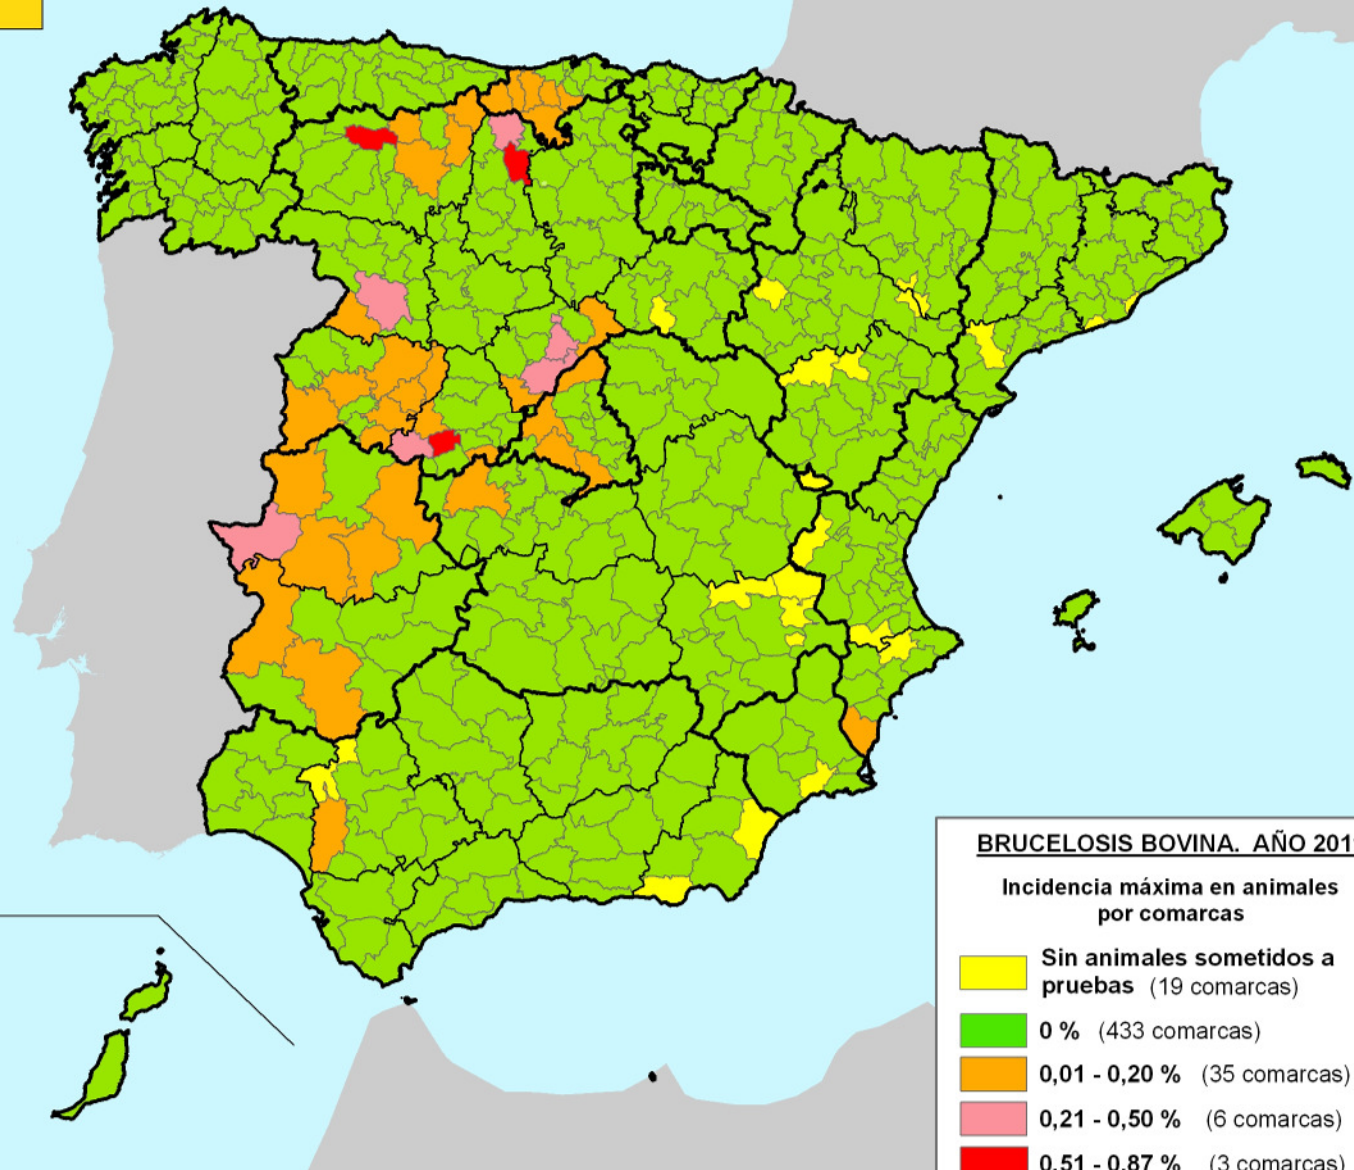 BRUCELOSIS BOVINA. AÑO 201
Incidencia máxima en animales
por comarcas
Sin animales sometidos a
pruebas (19 comarcas)
0 % (433 comarcas)
0,01 - 0,20 % (35 comarcas)
0,21 - 0,50 % (6 comarcas)
0,51 - 0,87 % (3 comarcas)